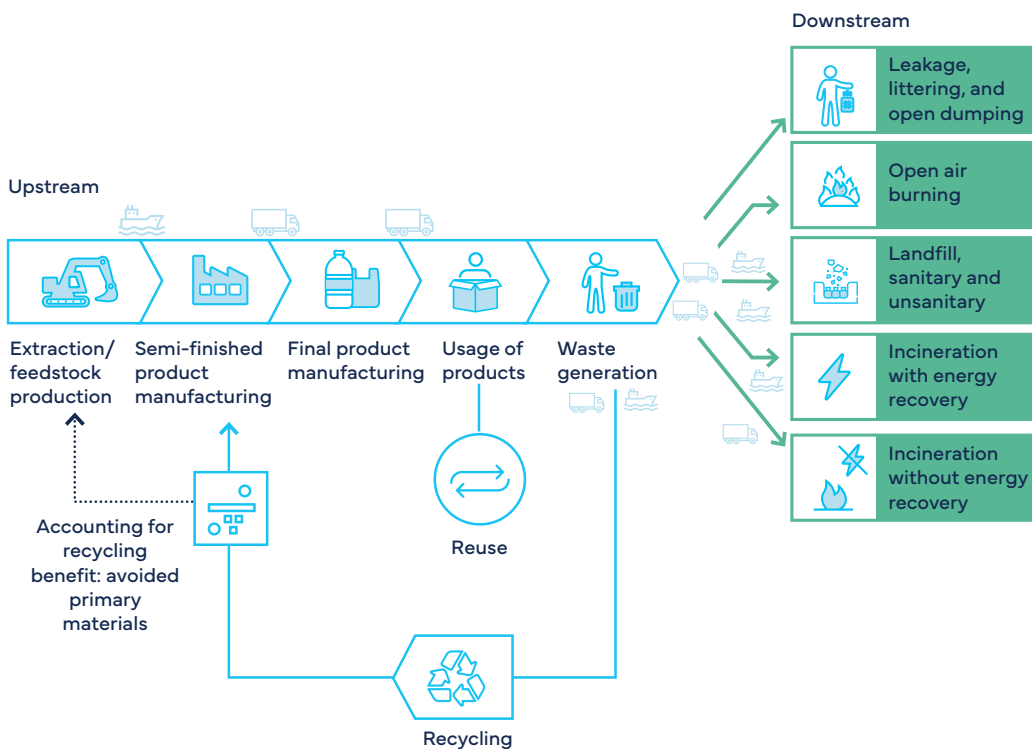 Downstream
Leakage,
littering, and
open dumping
Open air
burning
Landfill,
sanitary and
unsanitary
Incineration
with energy
recovery
Incineration
without energy
recovery
Upstream
Extraction/
feedstock
production
Semi-finished
product
manufacturing
Final product
manufacturing
Usage of
products
Waste
generation
Accounting for
recycling
benefit: avoided
primary
materials
Reuse
Recycling